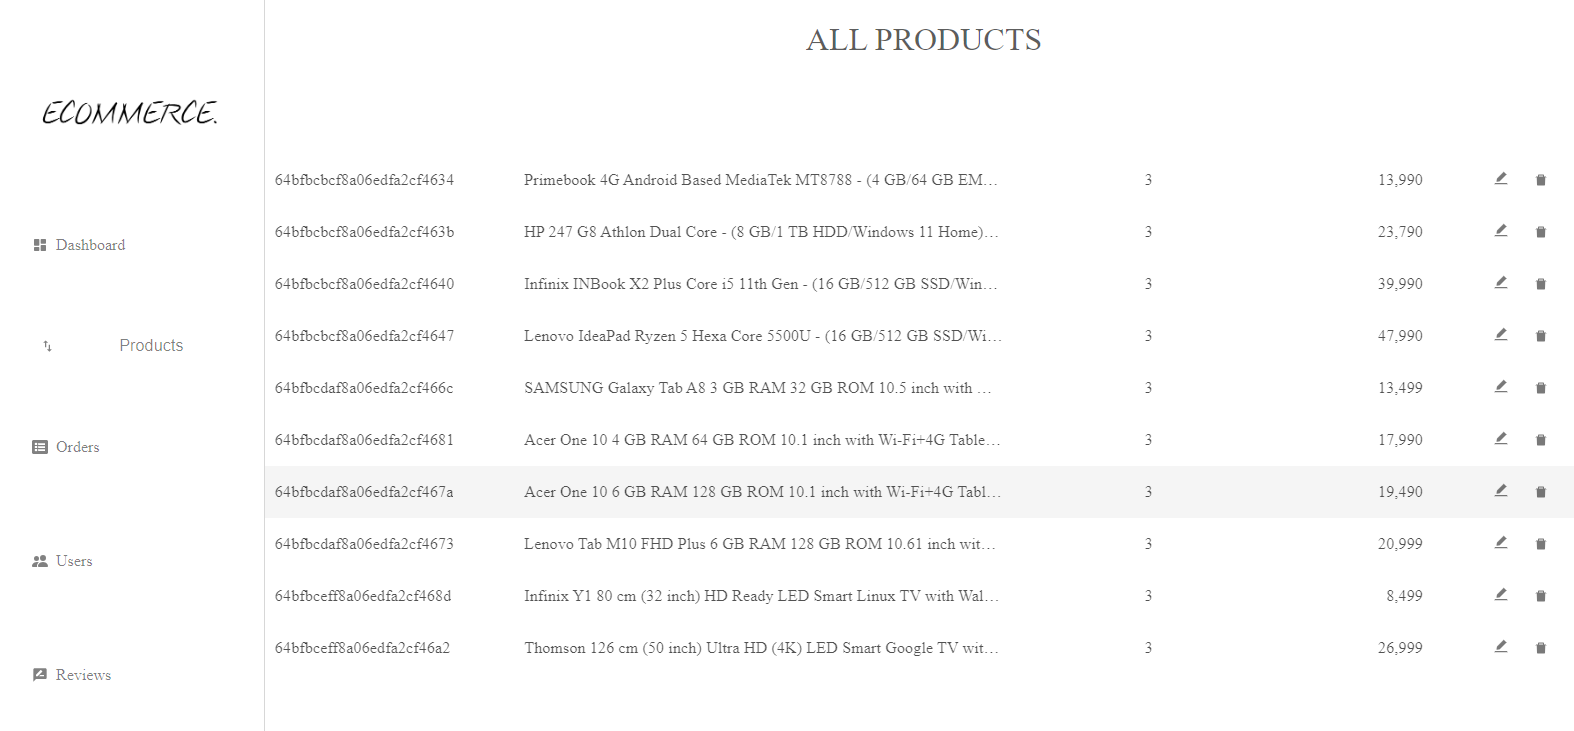 ALL PRODUCTS
ECOMMERCE.
Dashboard
Products
Orders
Users
Reviews
64bfbcbcf8a06edfa2cf4634 Primebook 4G Android Based MediaTek MT8788 - (4 GB/64 GB EM… 3 13,990
64bfbcbcf8a06edfa2cf463b HP 247 G8 Athlon Dual Core - (8 GB/1 TB HDD/Windows 11 Home)… 3 23,790
64bfbcbcf8a06edfa2cf4640 Infinix INBook X2 Plus Core i5 11th Gen - (16 GB/512 GB SSD/Win… 3 39,990
64bfbcbcf8a06edfa2cf4647 Lenovo IdeaPad Ryzen 5 Hexa Core 5500U - (16 GB/512 GB SSD/Wi… 3 47,990
64bfbcdaf8a06edfa2cf466c SAMSUNG Galaxy Tab A8 3 GB RAM 32 GB ROM 10.5 inch with … 3 13,499
64bfbcdaf8a06edfa2cf4681 Acer One 10 4 GB RAM 64 GB ROM 10.1 inch with Wi-Fi+4G Table… 3 17,990
64bfbcdaf8a06edfa2cf467a Acer One 10 6 GB RAM 128 GB ROM 10.1 inch with Wi-Fi+4G Tabl… 3 19,490
64bfbcdaf8a06edfa2cf4673 Lenovo Tab M10 FHD Plus 6 GB RAM 128 GB ROM 10.61 inch wit… 3 20,999
64bfbceff8a06edfa2cf468d Infinix Y1 80 cm (32 inch) HD Ready LED Smart Linux TV with Wal… 3 8,499
64bfbceff8a06edfa2cf46a2 Thomson 126 cm (50 inch) Ultra HD (4K) LED Smart Google TV wit… 3 26,999